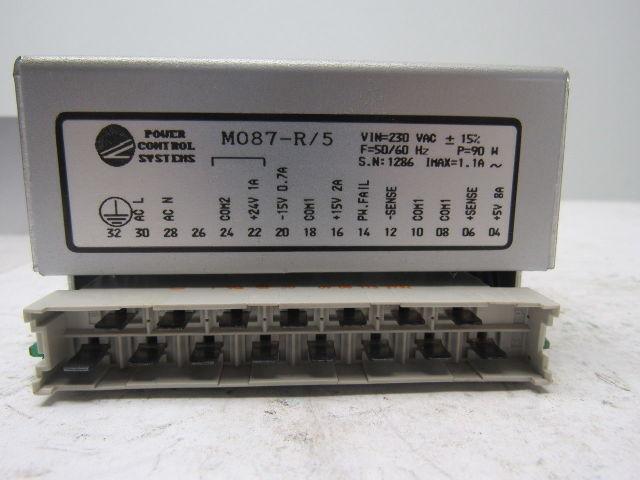 POWER
CONTROL
SYSTEMS
M087-R/5
VIN=230 VAC ± 15%
F=50/60 Hz P=90 W
S.N:1286 IMAX=1.1A ~
AC L
AC N
COM2
+24V 1A
-15V 0.7A
COM1
+15V 2A
PW.FAIL
-SENSE
COM1
COM1
+SENSE
+5V 8A
32 30 28 26 24 22 20 18 16 14 12 10 08 06 04